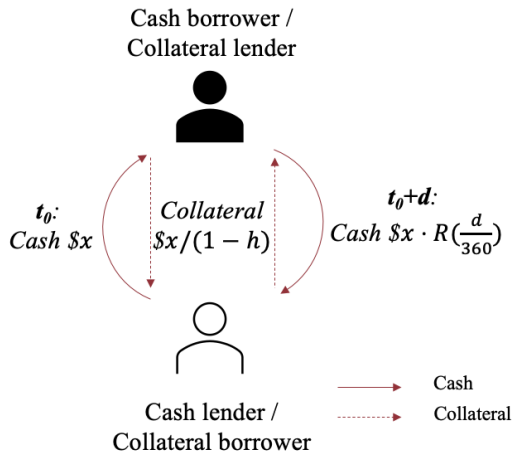 Cash borrower /
Collateral lender
t₀:
Cash $x
Collateral
$x/(1 − h)
t₀+d:
Cash $x · R(d/360)
Cash lender /
Collateral borrower
Cash
Collateral